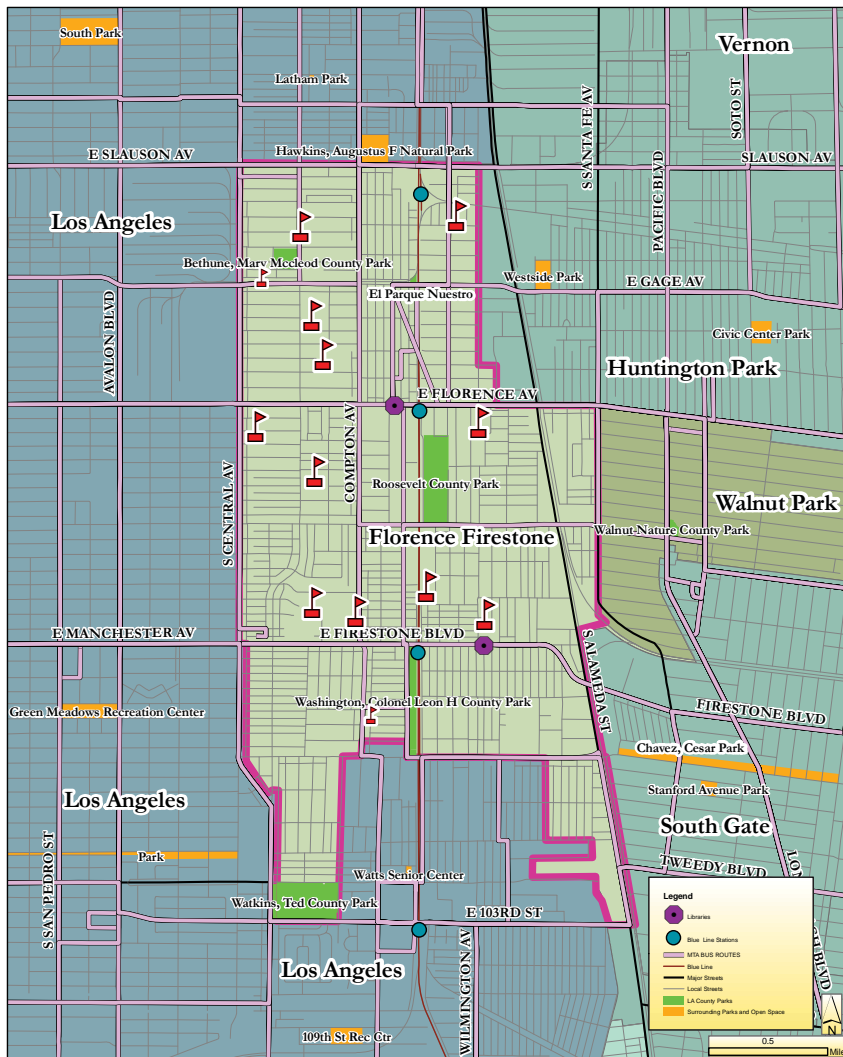 South Park
Vernon
Latham Park
SOTO ST
S SANTA FE AV
Hawkins, Augustus F Natural Park
E SLAUSON AV
SLAUSON AV
PACIFIC BLVD
Los Angeles
Bethune, Mary Mccleod County Park
Westside Park
E GAGE AV
El Parque Nuestro
AVALON BLVD
Civic Center Park
Huntington Park
E FLORENCE AV
COMPTON AV
S CENTRAL AV
Roosevelt County Park
Walnut Park
Florence Firestone
Walnut Nature County Park
E MANCHESTER AV
E FIRESTONE BLVD
S ALAMEDA ST
Washington, Colonel Leon H County Park
Green Meadows Recreation Center
FIRESTONE BLVD
Chavez, Cesar Park
Los Angeles
Stanford Avenue Park
South Gate
S SAN PEDRO ST
Park
Watts Senior Center
TWEEDY BLVD
Watkins, Ted County Park
E 103RD ST
WILMINGTON AV
Los Angeles
109th St Rec Ctr
Legend
Libraries
Blue Line Stations
MTA BUS ROUTES
Blue Line
Major Streets
Local Streets
LA County Parks
Surrounding Parks and Open Space
N
0.5
Mile